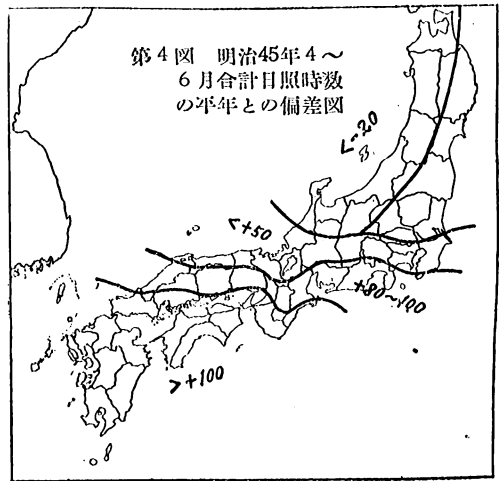 第4図 明治45年4～
6月合計日照時数
の平年との偏差図
<-20
<+50
+80~100
>+100